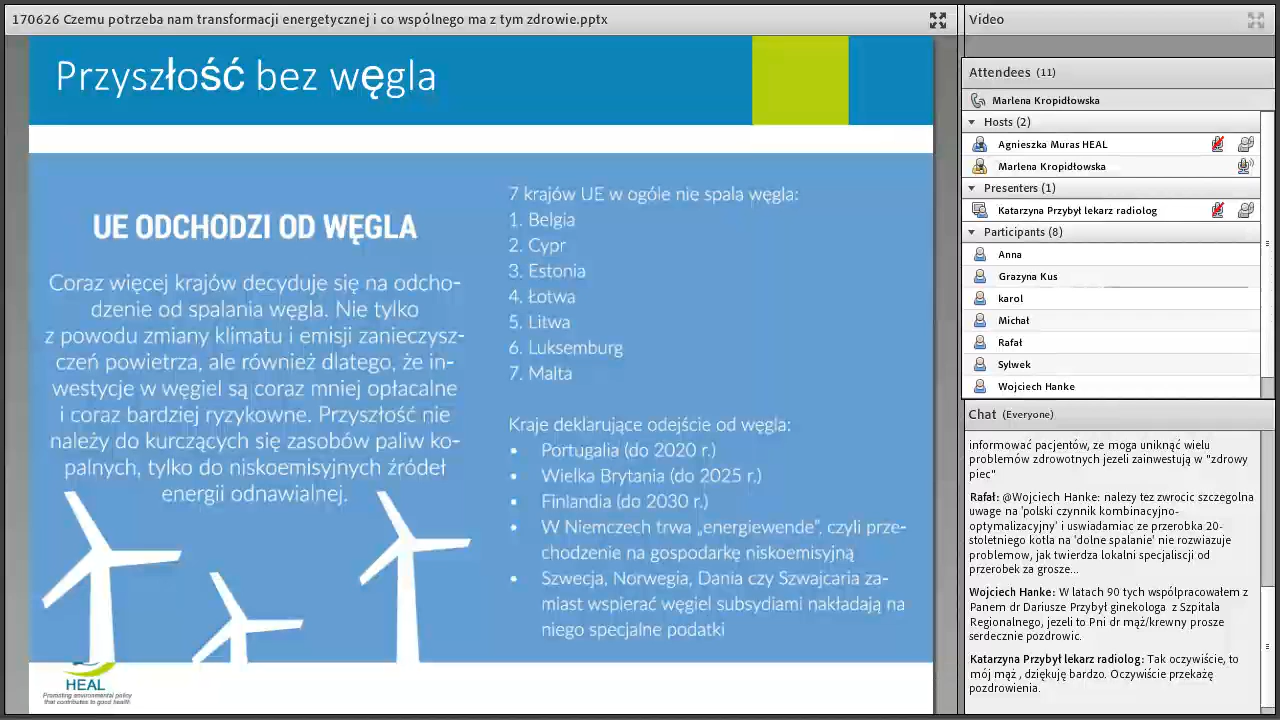 170626 Czemu potrzeba nam transformacji energetycznej i co wspólnego ma z tym zdrowie.pptx
Przyszłość bez węgla
UE ODCHODZI OD WĘGLA
Coraz więcej krajów decyduje się na odcho-
dzenie od spalania węgla. Nie tylko
z powodu zmiany klimatu i emisji zanieczysz-
czeń powietrza, ale również dlatego, że in-
westycje w węgiel są coraz mniej opłacalne
i coraz bardziej ryzykowne. Przyszłość nie
należy do kurczących się zasobów paliw ko-
palnych, tylko do niskoemisyjnych źródeł
energii odnawialnej.
7 krajów UE w ogóle nie spala węgla:
1. Belgia
2. Cypr
3. Estonia
4. Łotwa
5. Litwa
6. Luksemburg
7. Malta
Kraje deklarujące odejście od węgla:
• Portugalia (do 2020 r.)
• Wielka Brytania (do 2025 r.)
• Finlandia (do 2030 r.)
• W Niemczech trwa „energiewende”, czyli prze-
chodzenie na gospodarkę niskoemisyjną
• Szwecja, Norwegia, Dania czy Szwajcaria za-
miast wspierać węgiel subsydiami nakładają na
niego specjalne podatki
HEAL
Promoting environmental policy
that contributes to good health
Video
Attendees (11)
Marlena Kropidłowska
Hosts (2)
Agnieszka Muras HEAL
Marlena Kropidłowska
Presenters (1)
Katarzyna Przybył lekarz radiolog
Participants (8)
Anna
Grazyna Kus
karol
Michał
Rafał
Sylwek
Wojciech Hanke
Chat (Everyone)
informować pacjentów, ze moga uniknąć wielu
problemów zdrowotnych jezeli zainwestują w "zdrowy
piec"
Rafał: @Wojciech Hanke: nalezy tez zwrocic szczegolna
uwage na 'polski czynnik kombinacyjno-
optymalizacyjny' i uswiadamiac ze przerobka 20-
stoletniego kotla na 'dolne spalanie' nie rozwiazuje
problemow, jak twierdza lokalni specjalisci od
przerobek za grosze...
Wojciech Hanke: W latach 90 tych współpracowałem z
Panem dr Dariusze Przybył ginekologa z Szpitala
Regionalnego, jezeli to Pni dr mąż/krewny prosze
serdecznie pozdrowic.
Katarzyna Przybył lekarz radiolog: Tak oczywiście, to
mój mąż , dziękuję bardzo. Oczywiście przekażę
pozdrowienia.